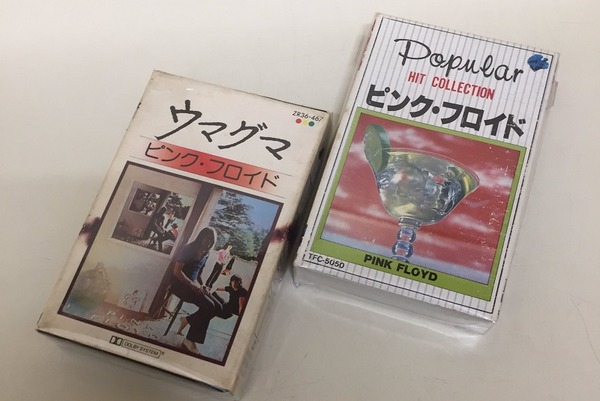 ZR36-467
ウマグマ
ピンク・フロイド
DOLBY SYSTEM
Popular
HIT COLLECTION
ピンク・フロイド
PINK FLOYD
TFC-5050